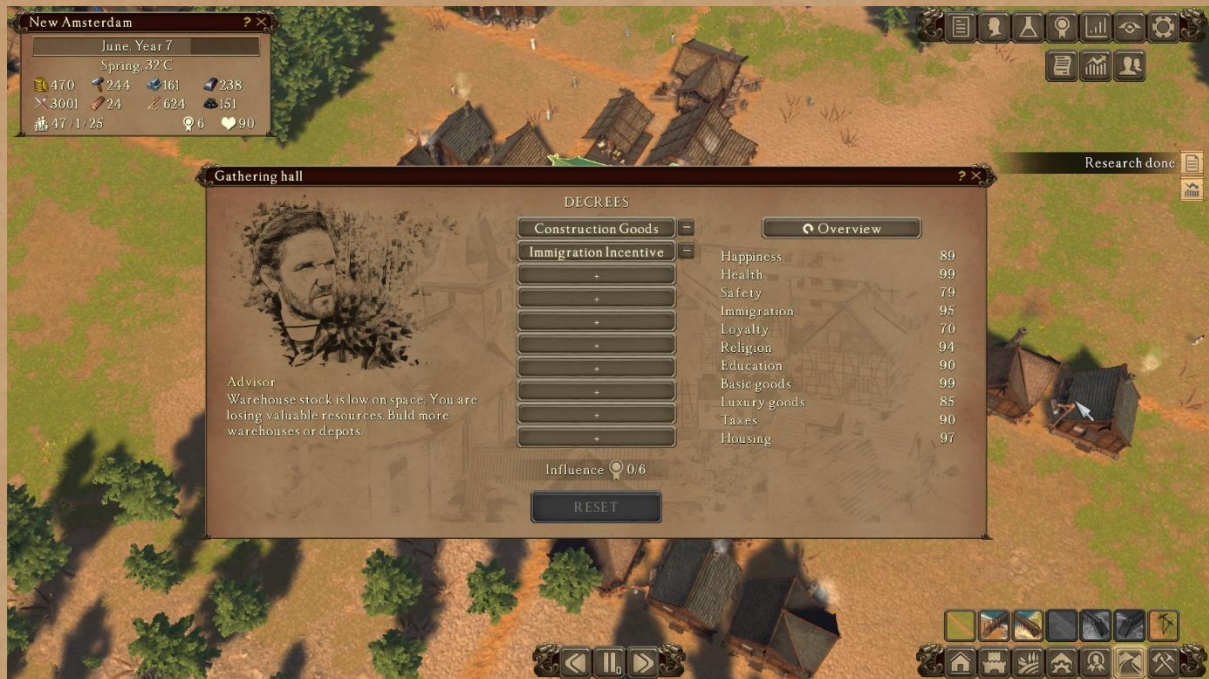 New Amsterdam ? ×
June, Year 7
Spring, 32°C
470 244 161 238
3001 24 624 151
47/1/25 6 90
Research done
Gathering hall ? ×
DECREES
Construction Goods −
Immigration Incentive −
+
+
+
+
+
+
+
+
Overview
Happiness 89
Health 99
Safety 79
Immigration 95
Loyalty 70
Religion 94
Education 90
Basic goods 99
Luxury goods 85
Taxes 90
Housing 97
Advisor
Warehouse stock is low on space. You are
losing valuable resources. Build more
warehouses or depots.
Influence 0/6
RESET
0